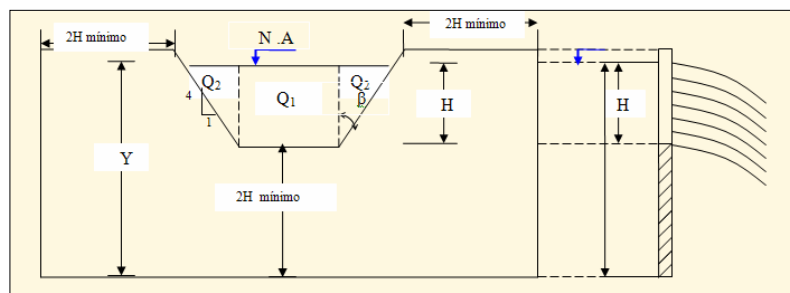 2H mínimo
N .A
2H mínimo
Q₂
Q₁
Q₂
β
4
1
H
H
Y
2H mínimo